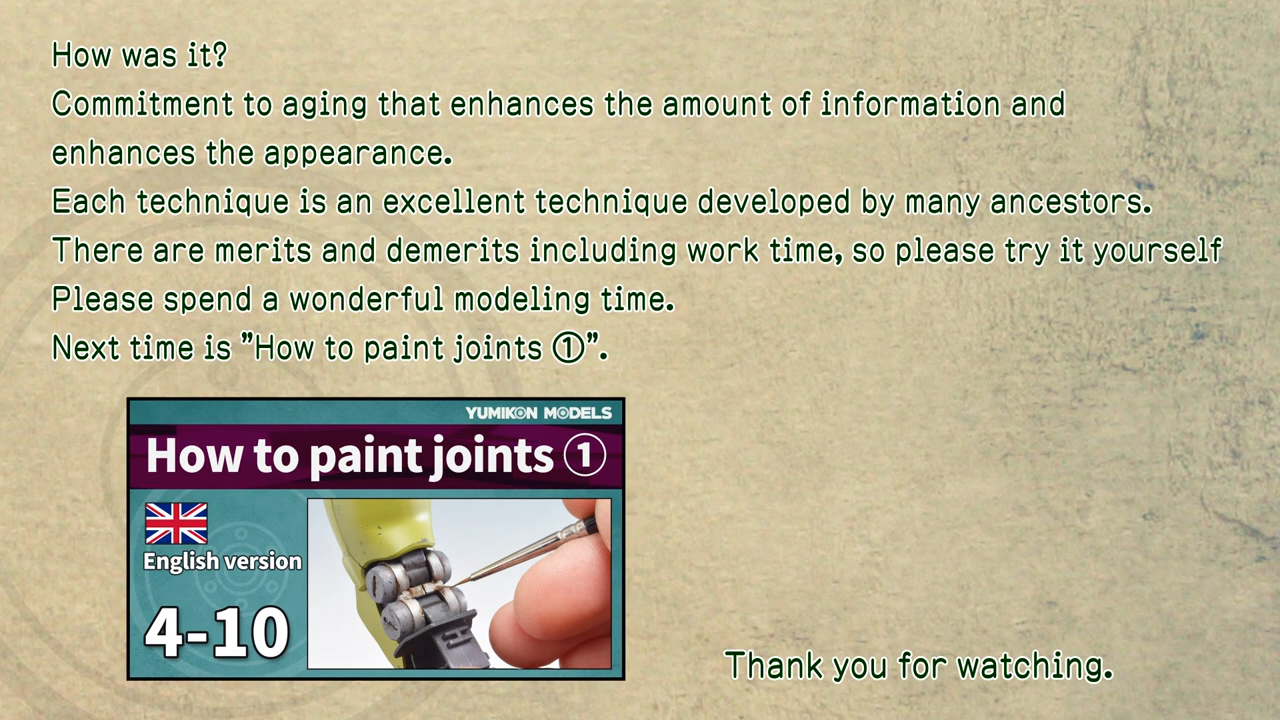 How was it?
Commitment to aging that enhances the amount of information and
enhances the appearance.
Each technique is an excellent technique developed by many ancestors.
There are merits and demerits including work time, so please try it yourself
Please spend a wonderful modeling time.
Next time is ”How to paint joints ①”.
YUMIKON MODELS
How to paint joints ①
English version
4-10
Thank you for watching.